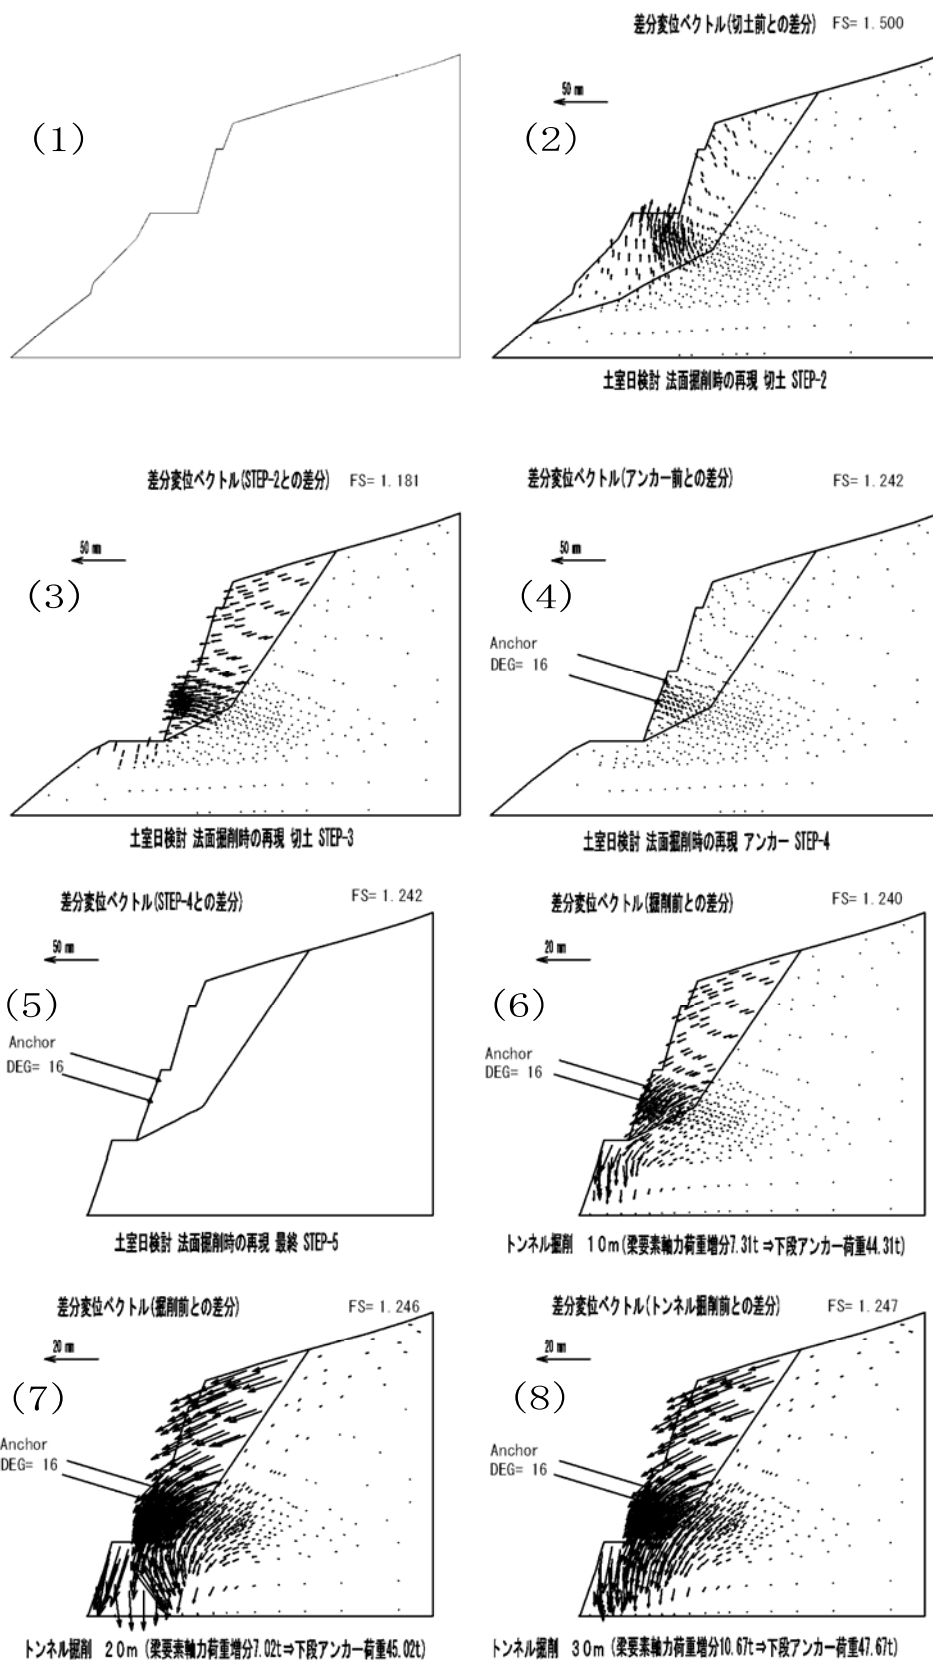 差分変位ベクトル(切土前との差分) FS= 1.500
50 mm
(1)
(2)
土室日検討 法面掘削時の再現 切土 STEP-2
差分変位ベクトル(STEP-2との差分) FS= 1.181
50 mm
(3)
土室日検討 法面掘削時の再現 切土 STEP-3
差分変位ベクトル(アンカー前との差分) FS= 1.242
50 mm
(4)
Anchor
DEG= 16
土室日検討 法面掘削時の再現 アンカー STEP-4
差分変位ベクトル(STEP-4との差分) FS= 1.242
50 mm
(5)
Anchor
DEG= 16
土室日検討 法面掘削時の再現 最終 STEP-5
差分変位ベクトル(掘削前との差分) FS= 1.240
20 mm
(6)
Anchor
DEG= 16
トンネル掘削 10m(梁要素軸力荷重増分7.31t⇒下段アンカー荷重44.31t)
差分変位ベクトル(掘削前との差分) FS= 1.246
20 mm
(7)
Anchor
DEG= 16
トンネル掘削 20m(梁要素軸力荷重増分7.02t⇒下段アンカー荷重45.02t)
差分変位ベクトル(トンネル掘削前との差分) FS= 1.247
20 mm
(8)
Anchor
DEG= 16
トンネル掘削 30m(梁要素軸力荷重増分10.67t⇒下段アンカー荷重47.67t)